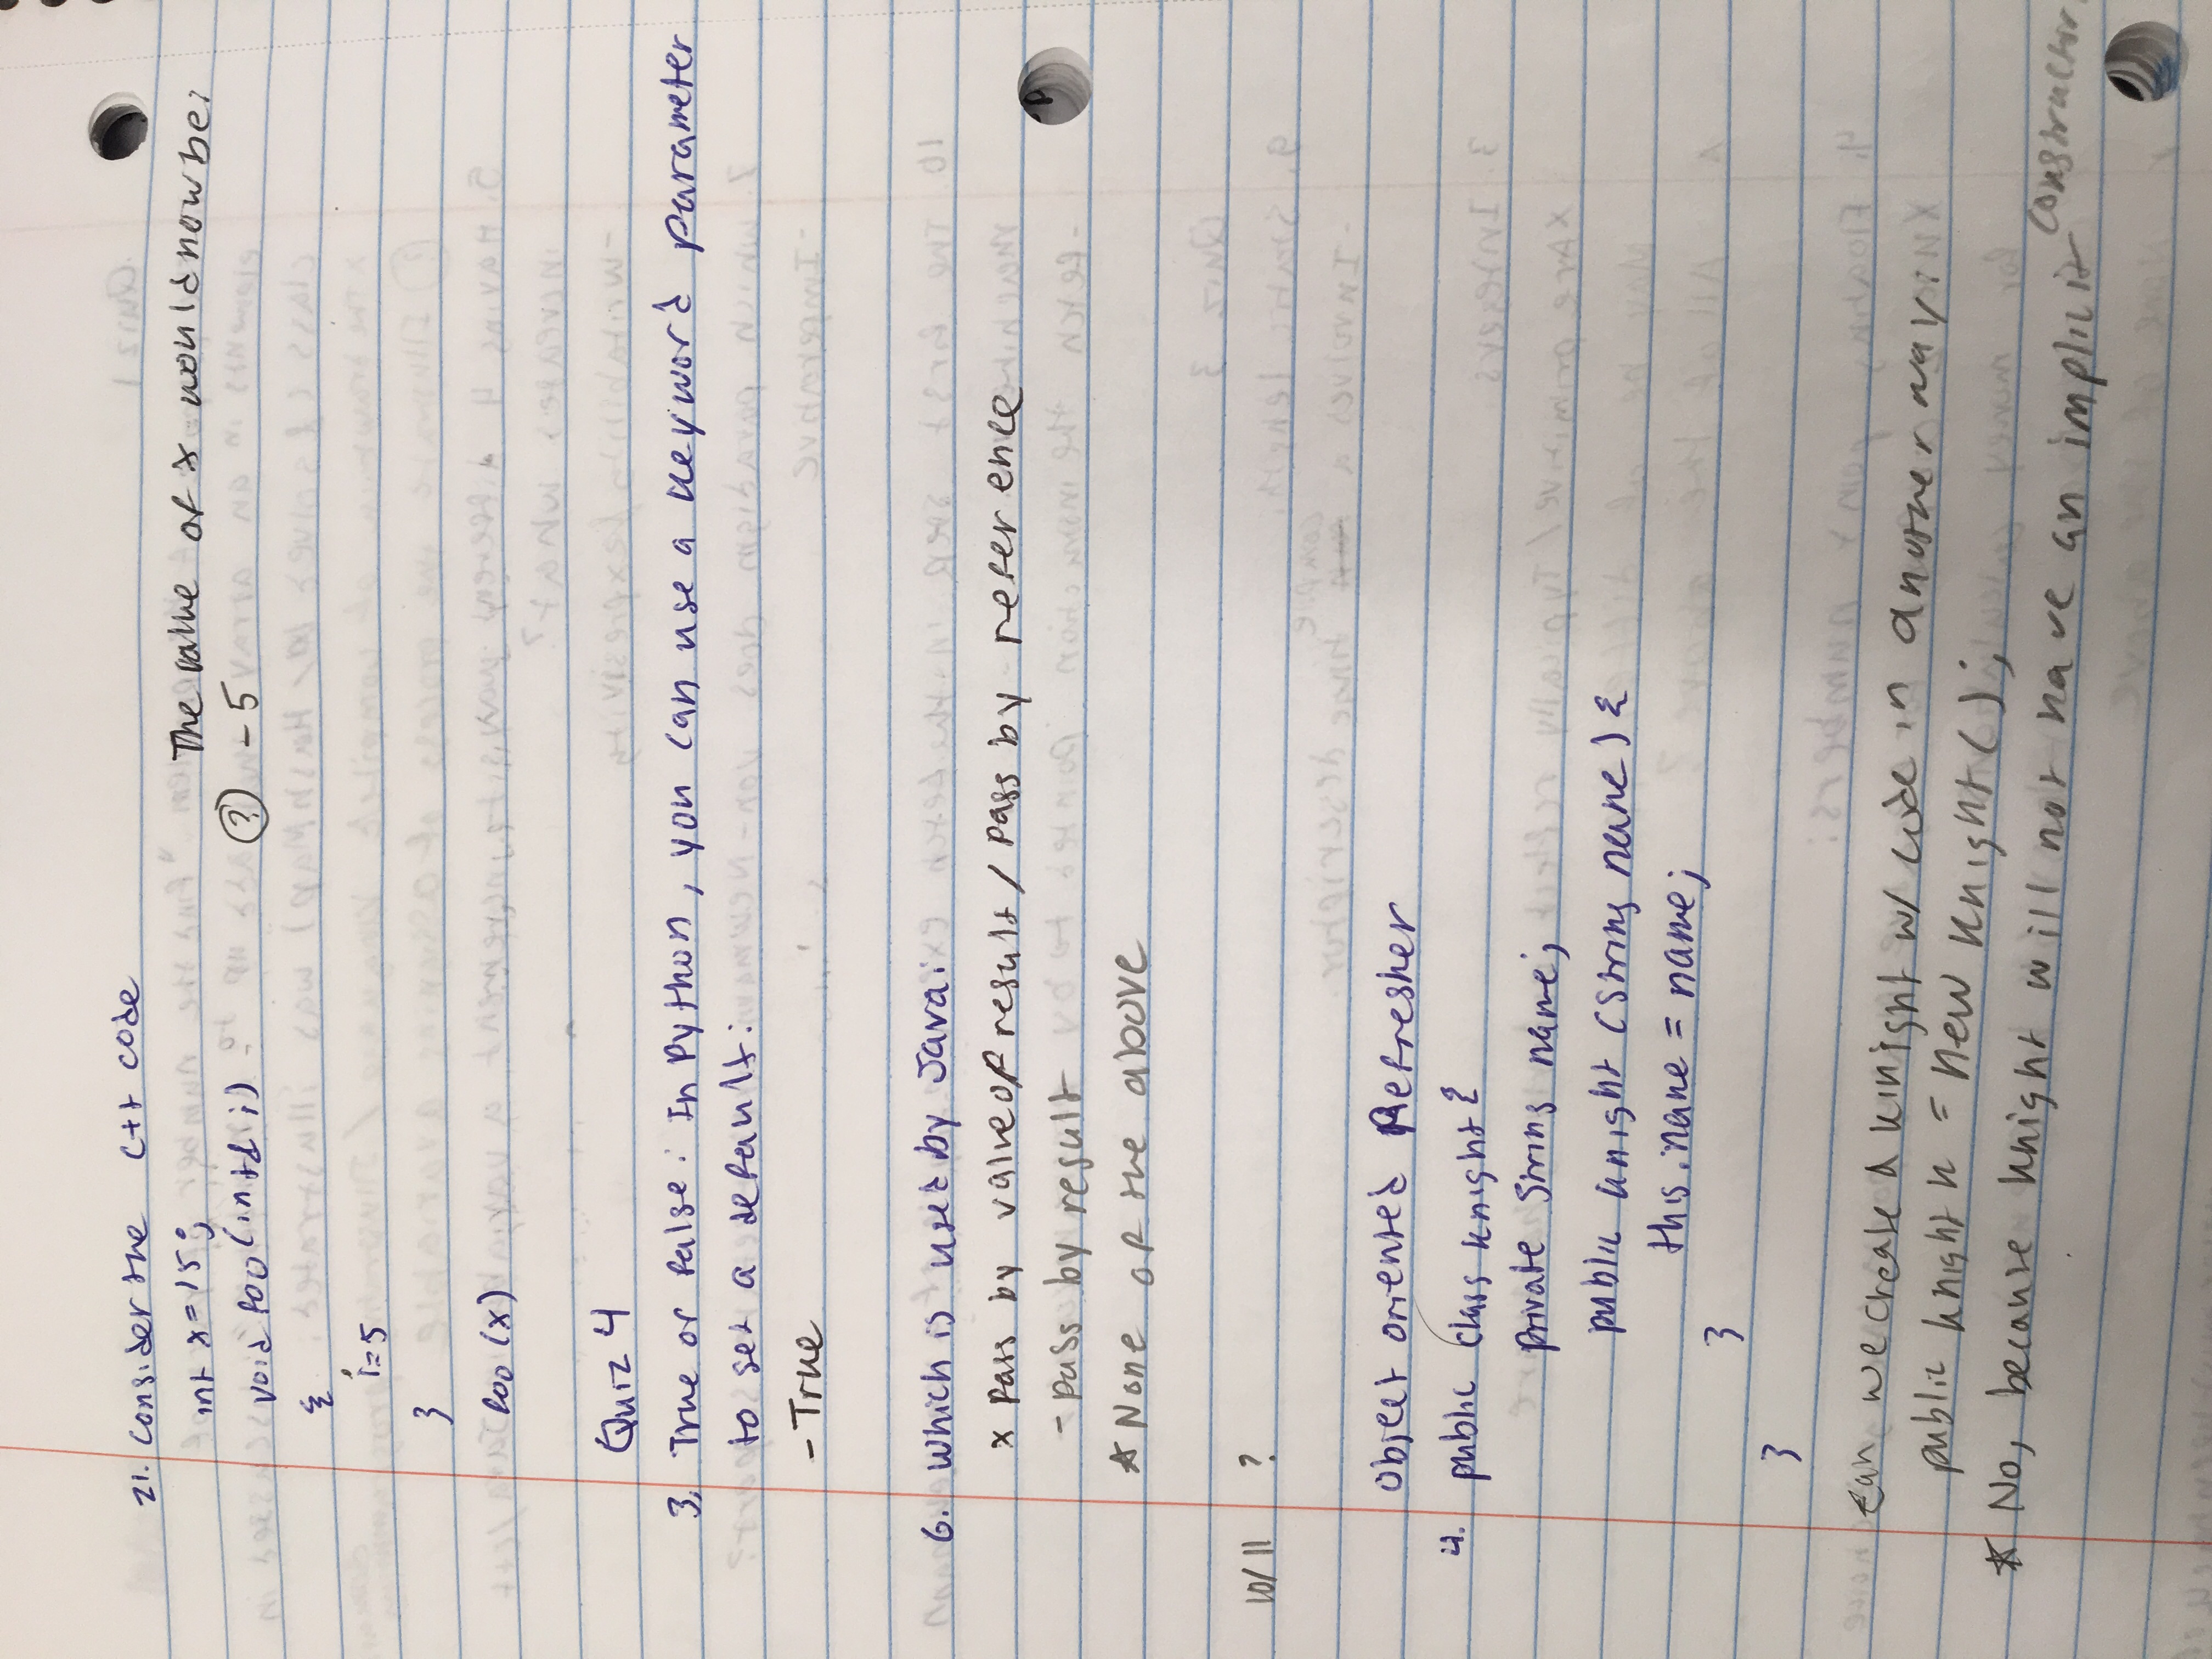 21. Consider the C++ code
int x=15;
The value of x would now be:
void foo(int& i)
? -5
{
i=5
}
foo(x)
Quiz 4
3. True or false: In Python, you can use a keyword parameter
to set a default:
- True
6. Which is used by Java:
x Pass by value of result / Pass by reference
- pass by result
* None of the above
10/11 ?
Object oriented Refresher
4. public class Knight {
private String name;
public Knight (String name) {
this.name = name;
}
}
Can we create a Knight w/ code in another way:
public Knight k = new Knight();
* No, because Knight will not have an implicit constructor.